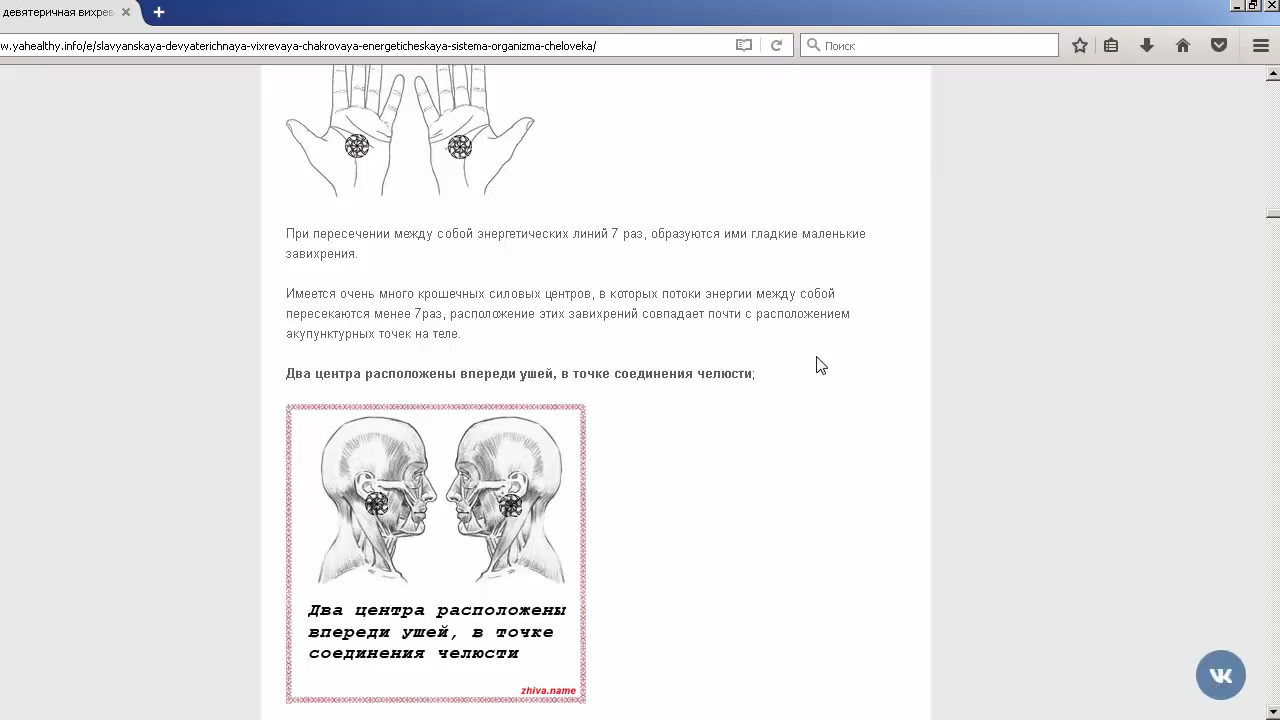 девятеричная вихрев
w.yahealthy.info/e/slavyanskaya-devyaterichnaya-vixrevaya-chakrovaya-energeticheskaya-sistema-organizma-cheloveka/
Поиск
При пересечении между собой энергетических линий 7 раз, образуются ими гладкие маленькие
завихрения.
Имеется очень много крошечных силовых центров, в которых потоки энергии между собой
пересекаются менее 7раз, расположение этих завихрений совпадает почти с расположением
акупунктурных точек на теле.
Два центра расположены впереди ушей, в точке соединения челюсти;
Два центра расположены
впереди ушей, в точке
соединения челюсти
zhiva.name